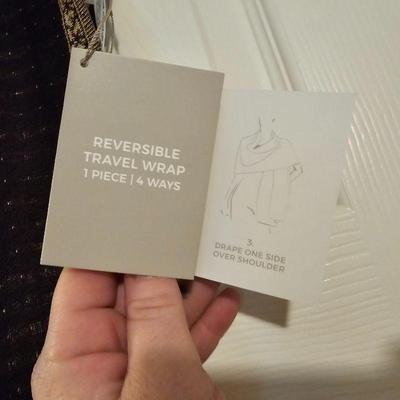 REVERSIBLE
TRAVEL WRAP
1 PIECE | 4 WAYS
3.
DRAPE ONE SIDE
OVER SHOULDER